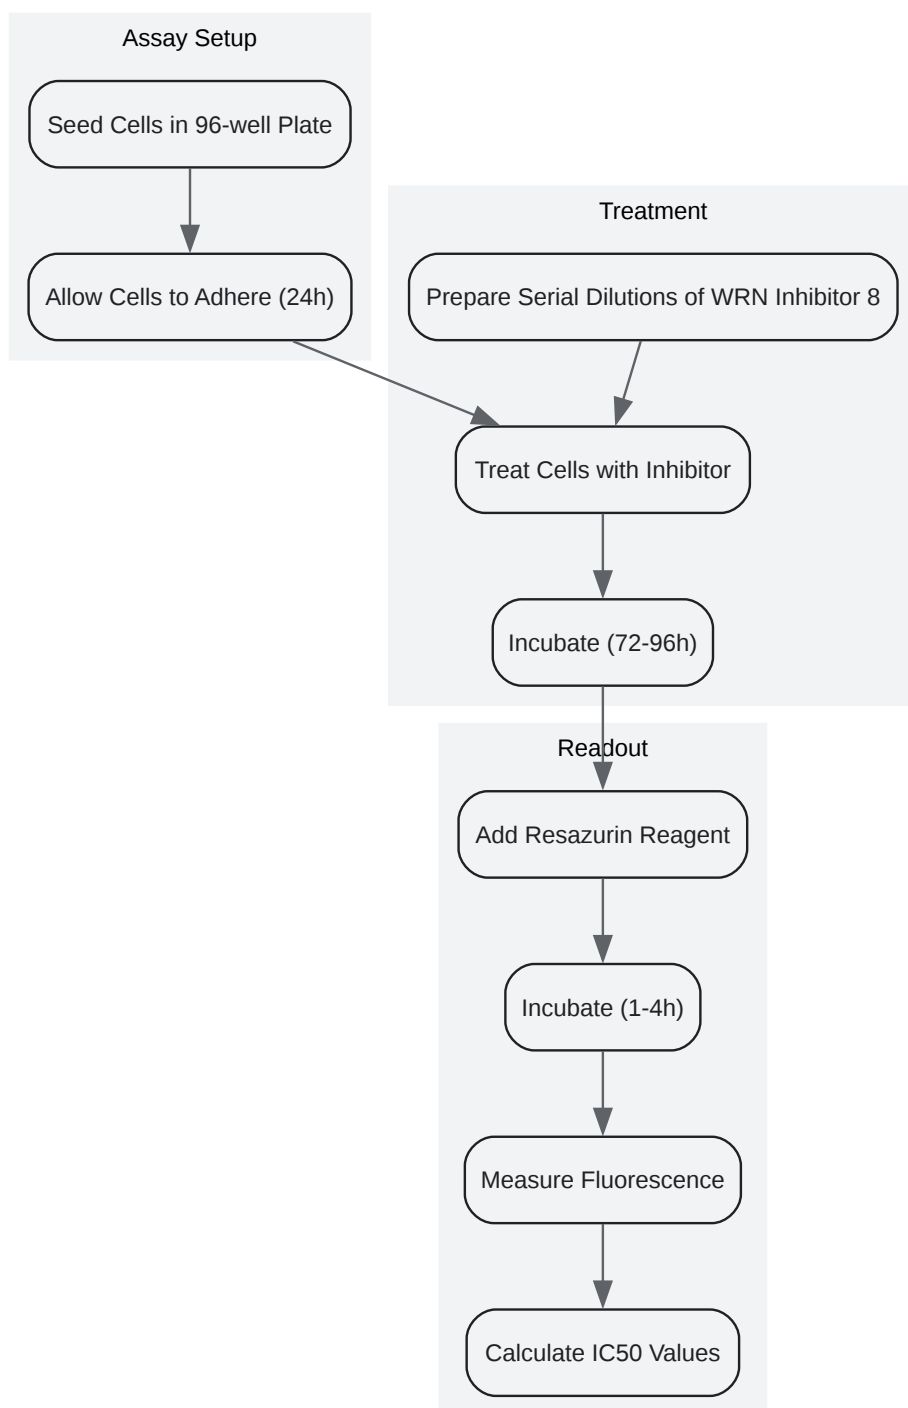 Assay Setup
Seed Cells in 96-well Plate
Allow Cells to Adhere (24h)
Treatment
Prepare Serial Dilutions of WRN Inhibitor 8
Treat Cells with Inhibitor
Incubate (72-96h)
Readout
Add Resazurin Reagent
Incubate (1-4h)
Measure Fluorescence
Calculate IC50 Values